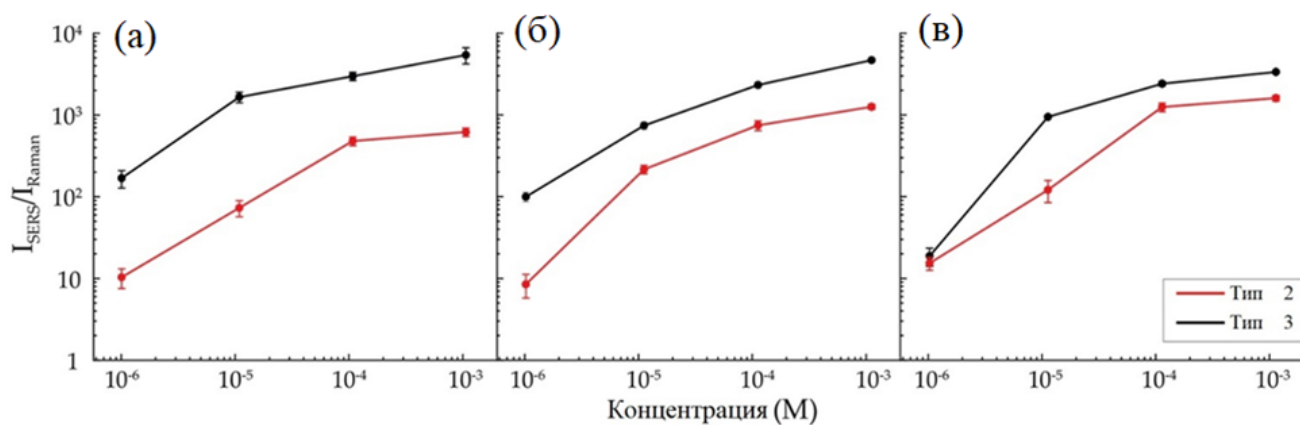 (а) (б) (в)
I_SERS/I_Raman
10⁴
10³
10²
10
1
10⁻⁶ 10⁻⁵ 10⁻⁴ 10⁻³ 10⁻⁶ 10⁻⁵ 10⁻⁴ 10⁻³ 10⁻⁶ 10⁻⁵ 10⁻⁴ 10⁻³
Концентрация (М)
Тип 2
Тип 3